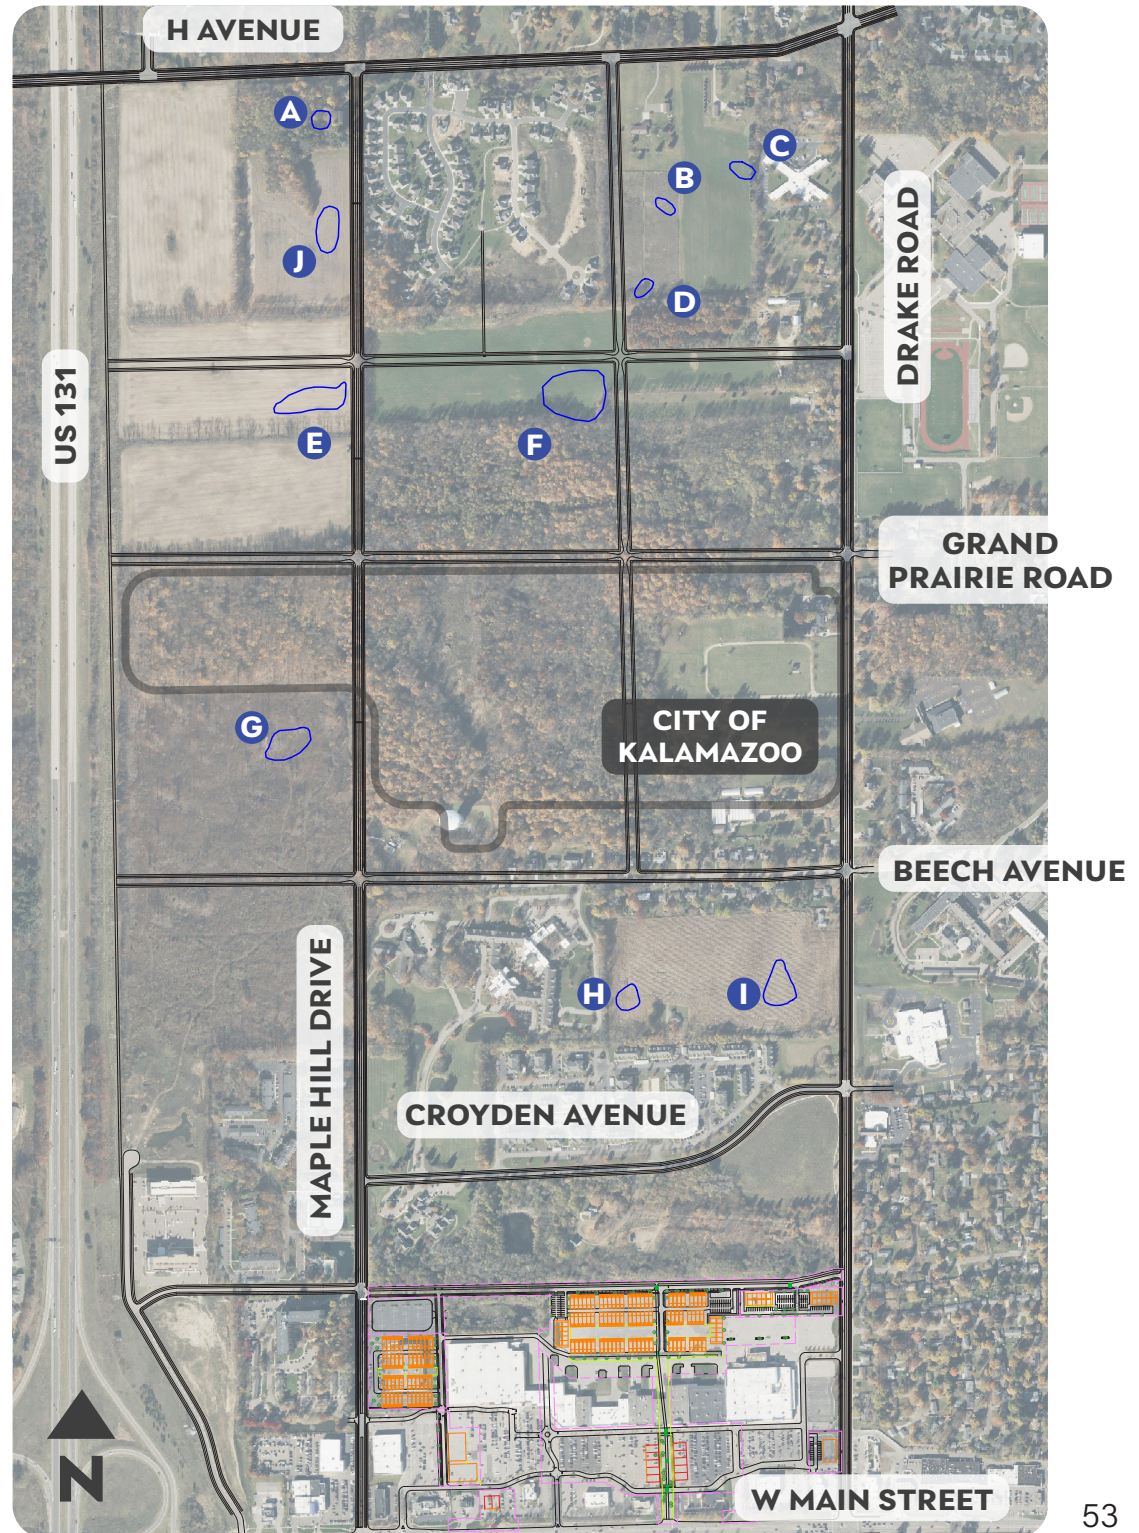 H AVENUE
A
C
B
J
D
DRAKE ROAD
US 131
E
F
GRAND
PRAIRIE ROAD
G
CITY OF
KALAMAZOO
BEECH AVENUE
MAPLE HILL DRIVE
H
I
CROYDEN AVENUE
N
W MAIN STREET
53